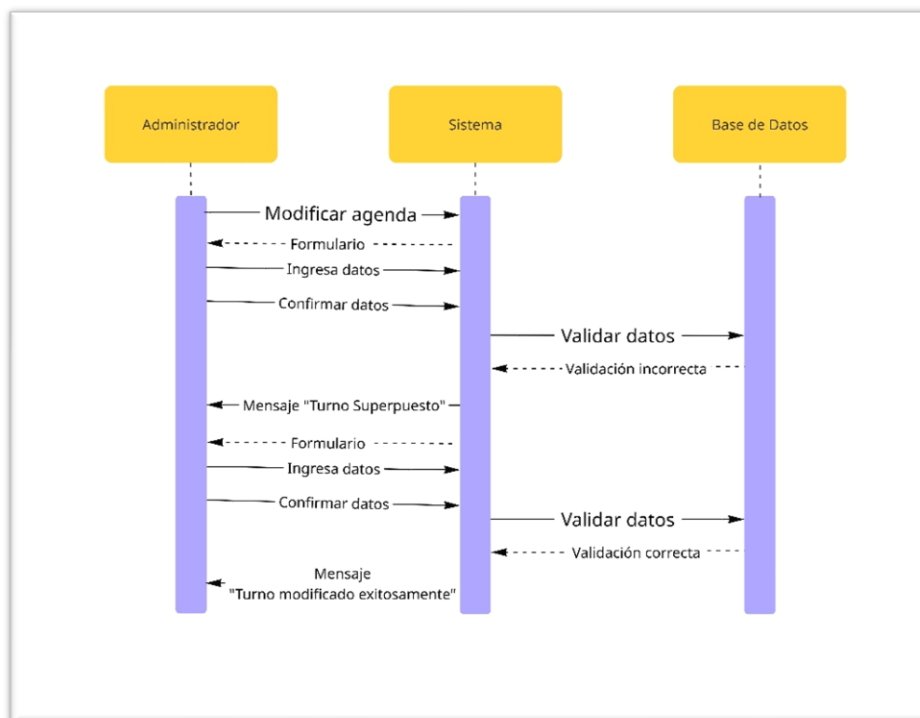 Administrador
Sistema
Base de Datos
Modificar agenda
Formulario
Ingresa datos
Confirmar datos
Validar datos
Validación incorrecta
Mensaje "Turno Superpuesto"
Formulario
Ingresa datos
Confirmar datos
Validar datos
Validación correcta
Mensaje
"Turno modificado exitosamente"